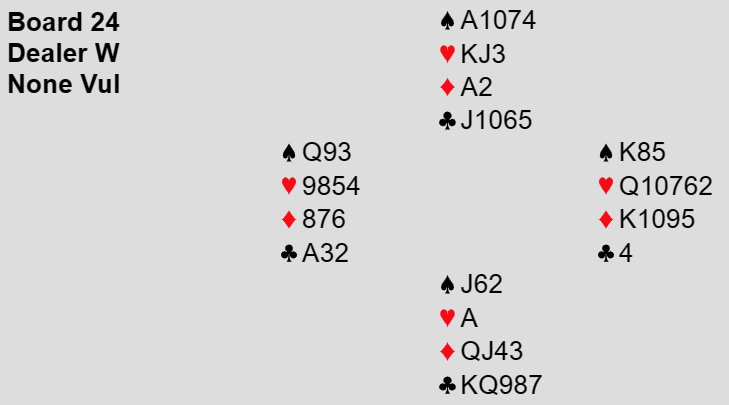 Board 24
Dealer W
None Vul
♠ A1074
♥ KJ3
♦ A2
♣ J1065
♠ Q93 ♠ K85
♥ 9854 ♥ Q10762
♦ 876 ♦ K1095
♣ A32 ♣ 4
♠ J62
♥ A
♦ QJ43
♣ KQ987